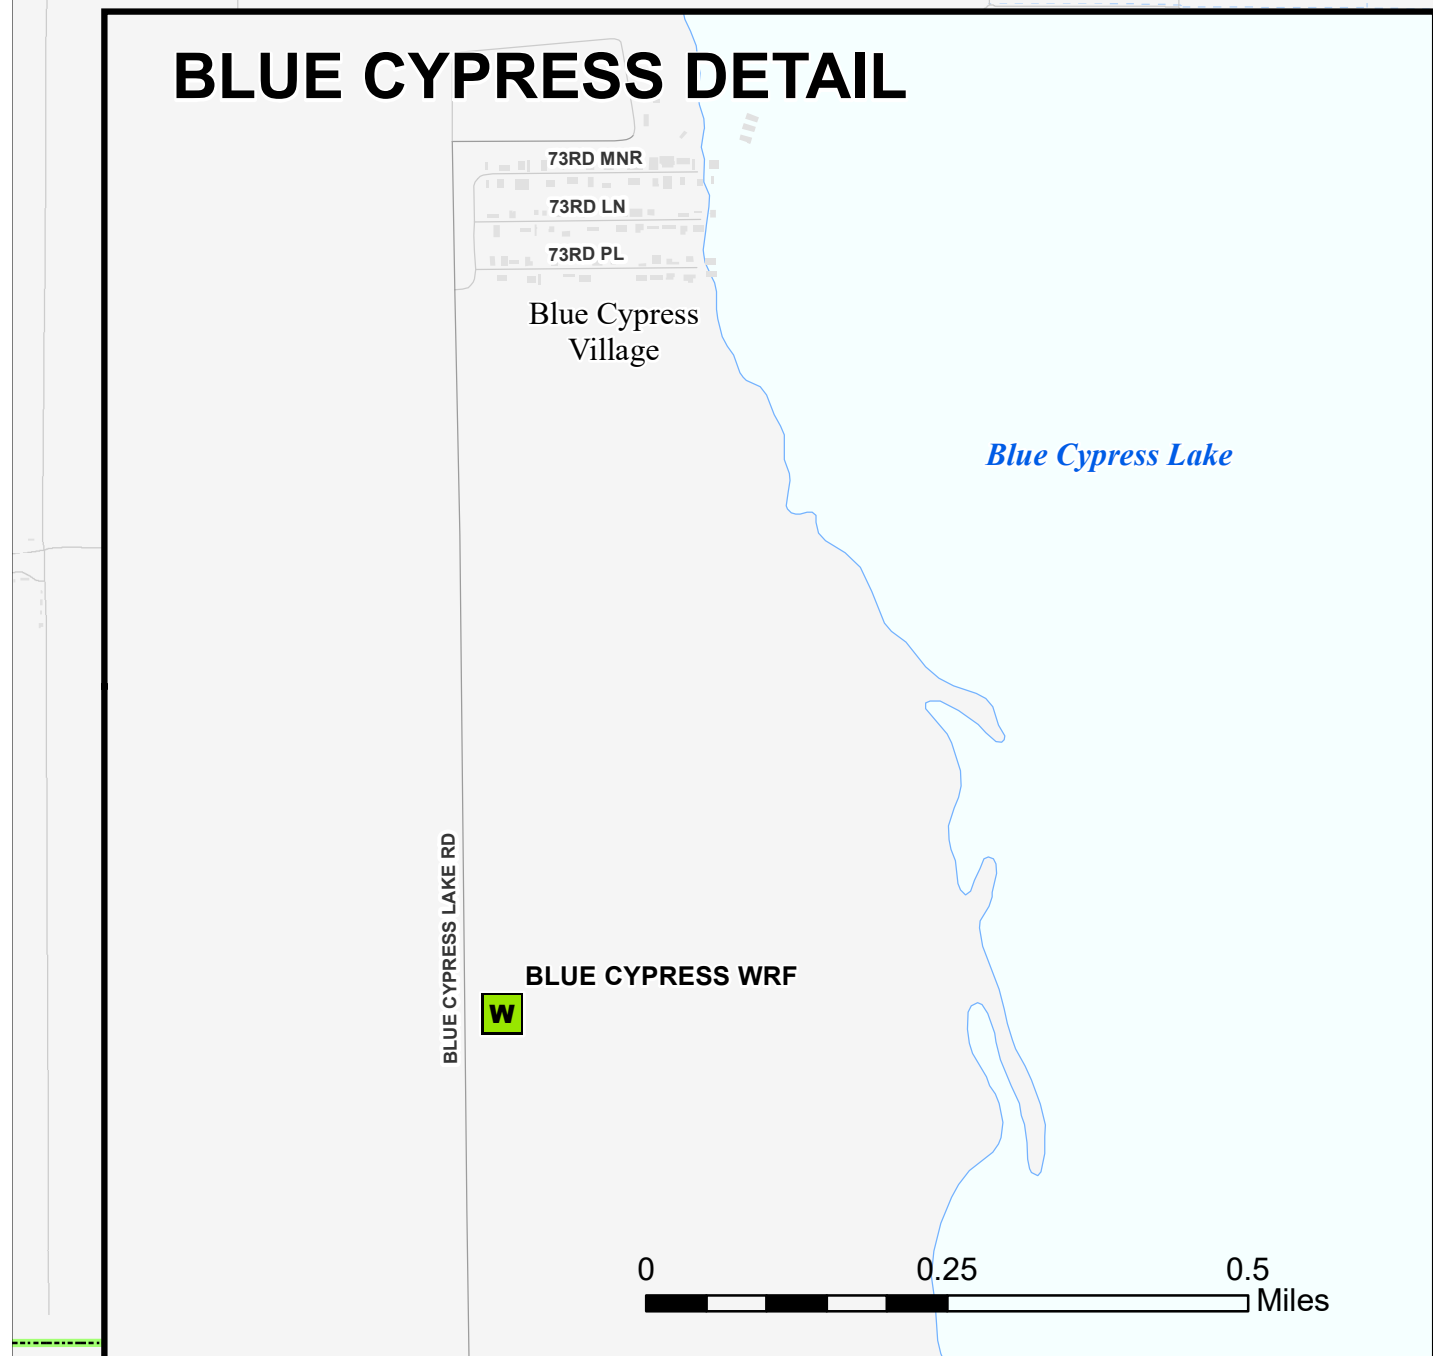 BLUE CYPRESS DETAIL
73RD MNR
73RD LN
73RD PL
Blue Cypress
Village
Blue Cypress Lake
BLUE CYPRESS LAKE RD
BLUE CYPRESS WRF
W
0 0.25 0.5
Miles